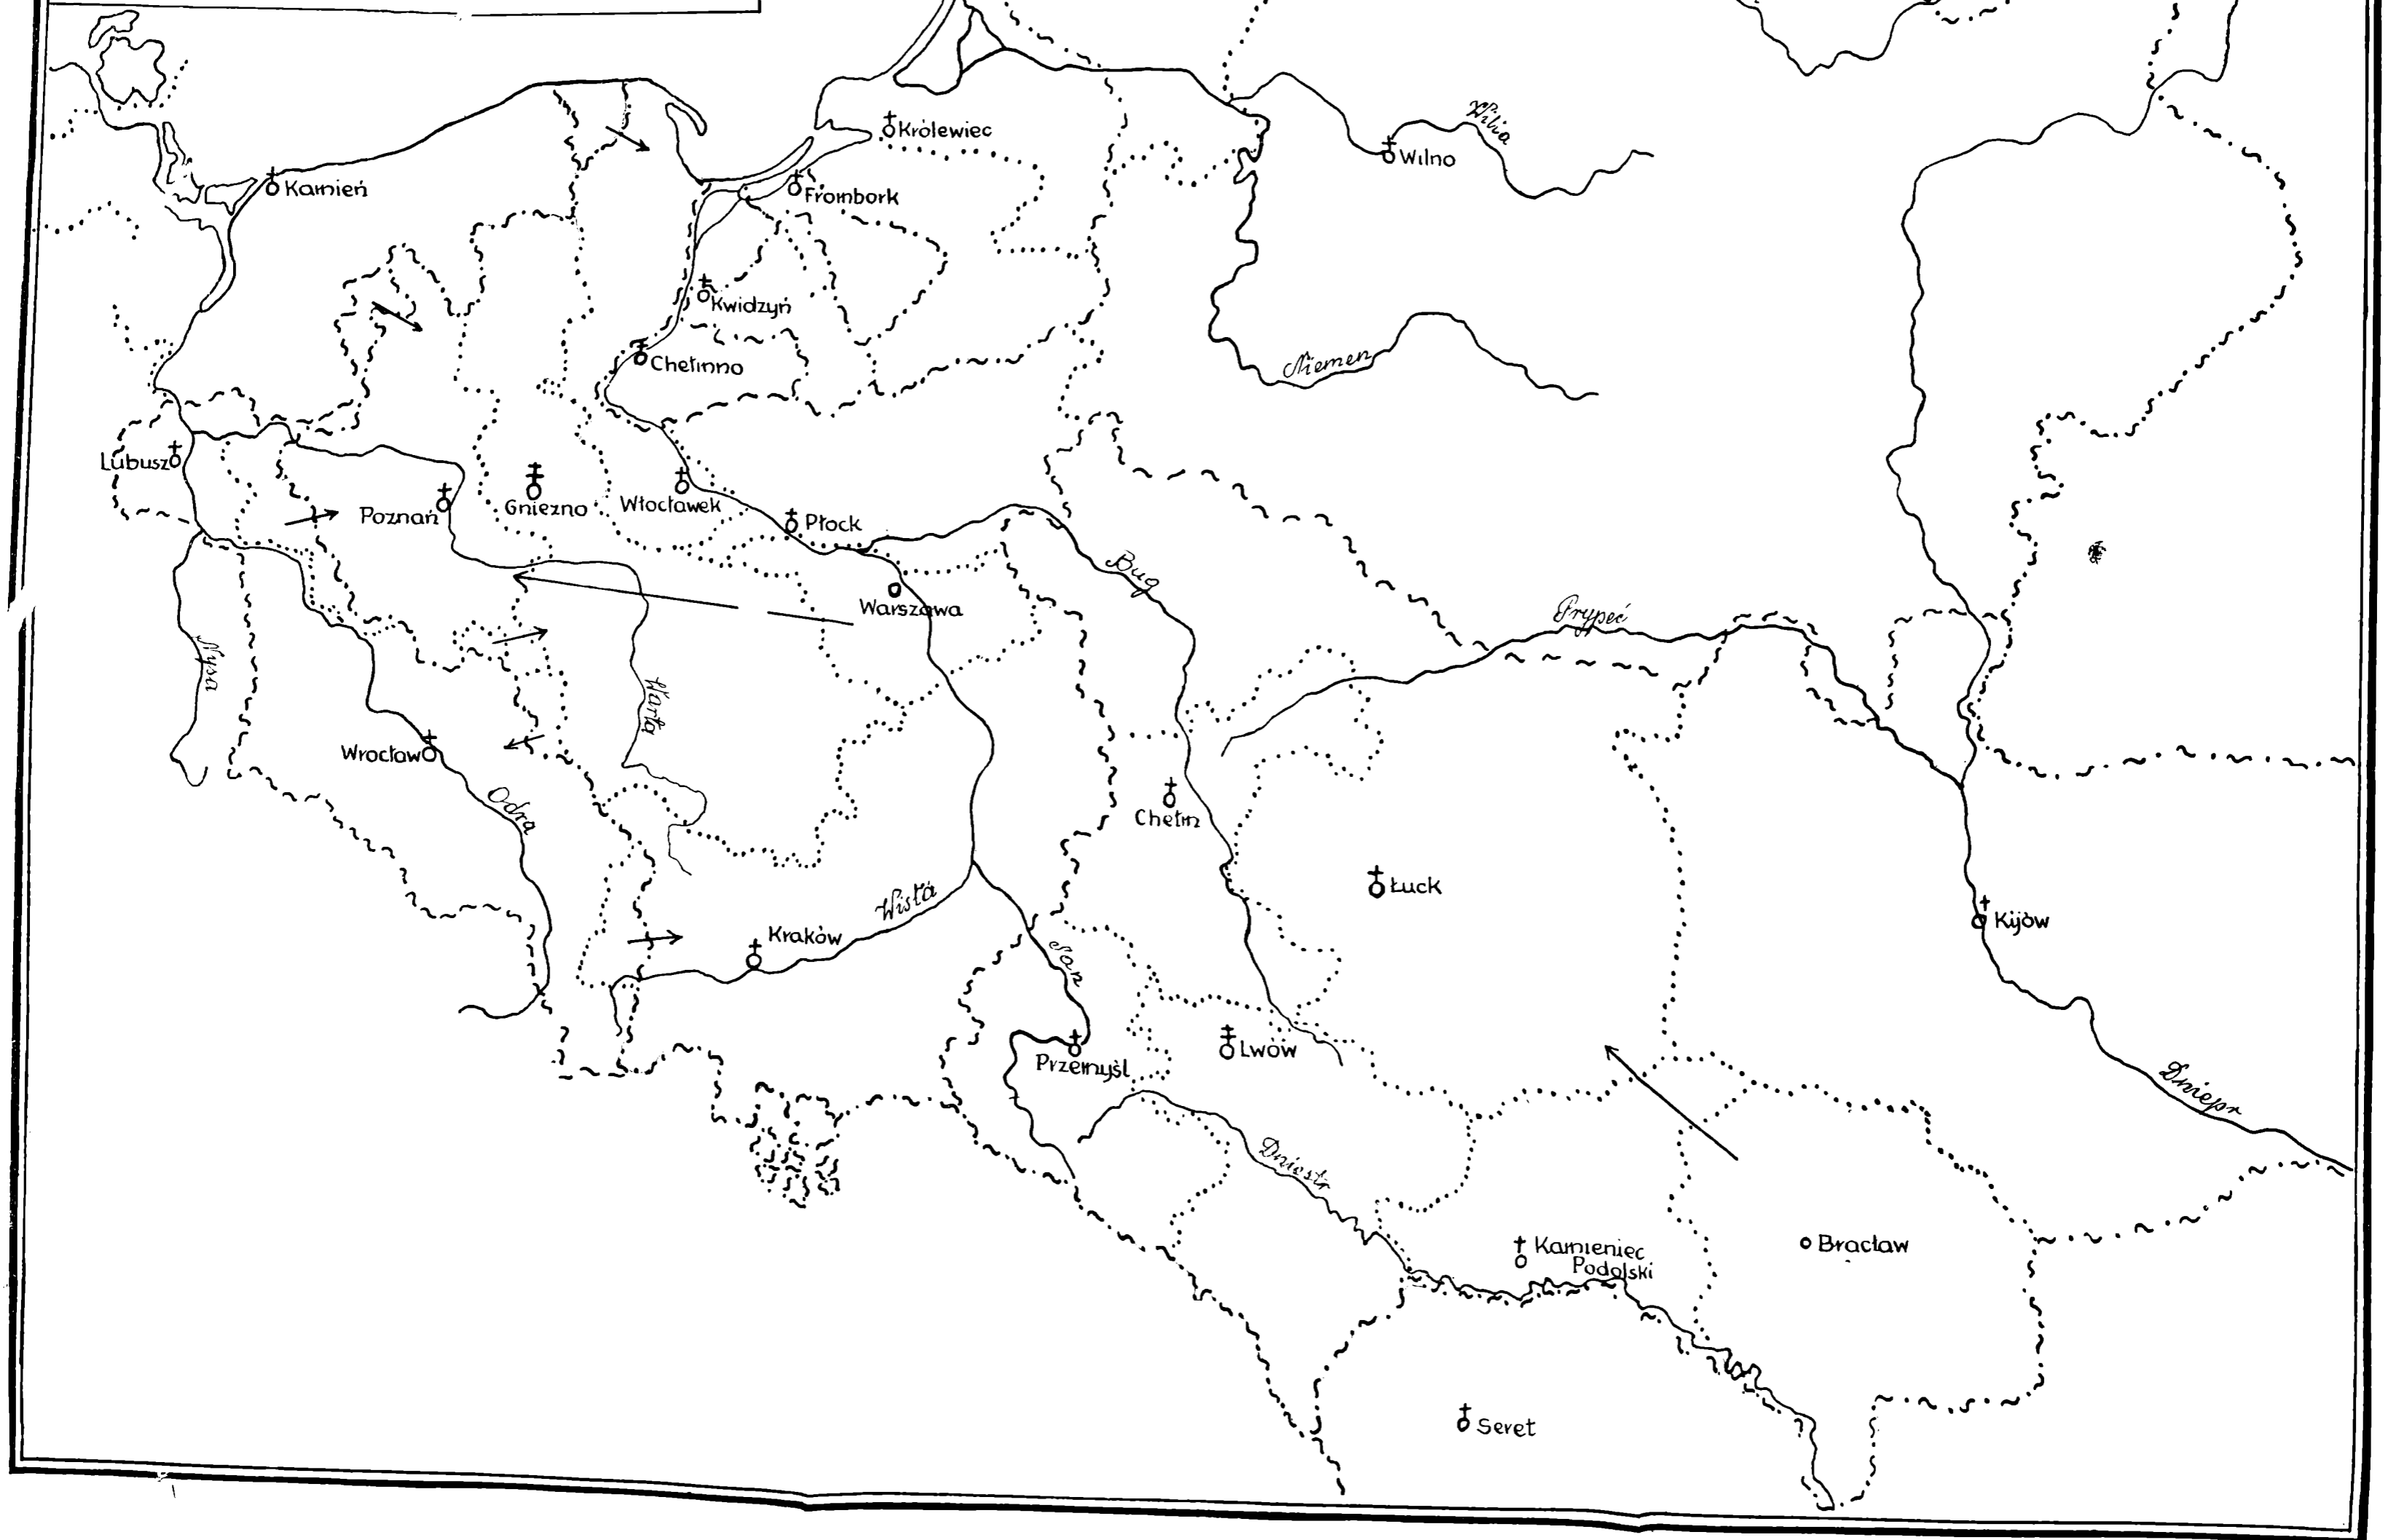 Królewiec
Wilia
Wilno
Kamień
Frombork
Kwidzyń
Chełmno
Niemen
Lubusz
Poznań
Gniezno
Włocławek
Płock
Bug
Warszawa
Prypeć
Nysa
Warta
Wrocław
Odra
Chełm
Łuck
Wisła
Kraków
Kijów
San
Lwów
Przemyśl
Dniepr
Dniestr
Kamieniec
Podolski
Bracław
Seret